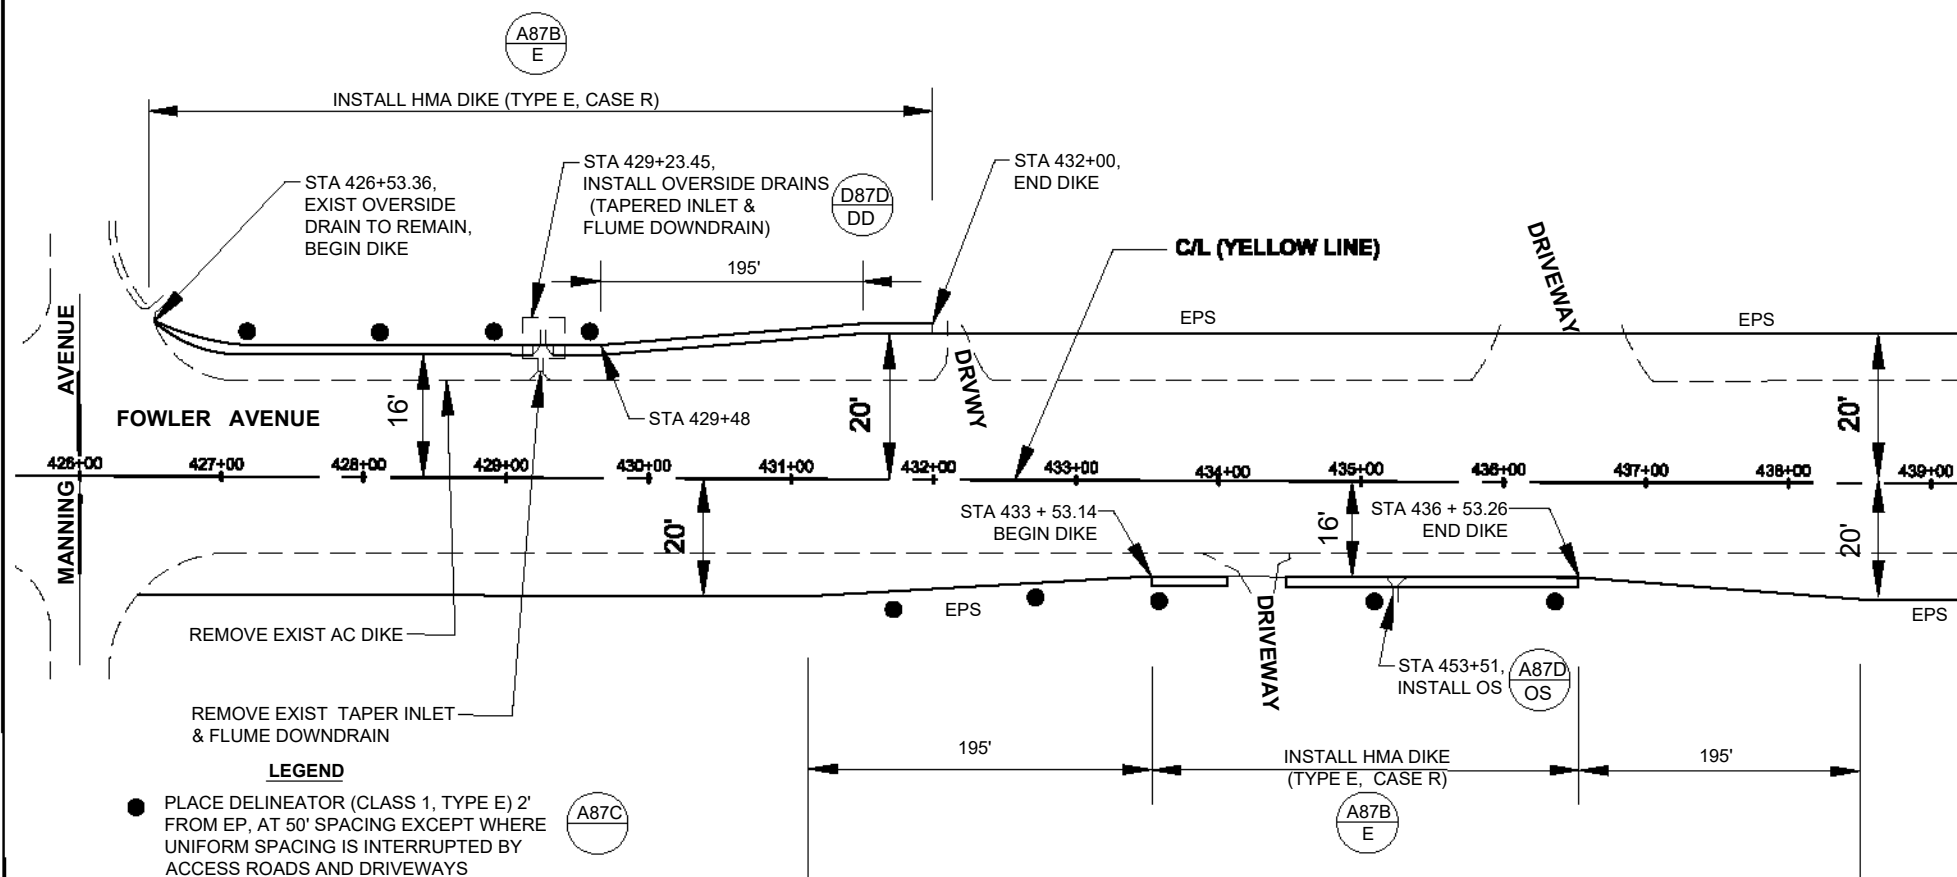 A87B
E
INSTALL HMA DIKE (TYPE E, CASE R)
STA 426+53.36,
EXIST OVERSIDE
DRAIN TO REMAIN,
BEGIN DIKE
STA 429+23.45,
INSTALL OVERSIDE DRAINS
(TAPERED INLET &
FLUME DOWNDRAIN)
D87D
DD
STA 432+00,
END DIKE
195'
C/L (YELLOW LINE)
DRIVEWAY
EPS
EPS
MANNING AVENUE
FOWLER AVENUE
16'
STA 429+48
20'
DRVWY
20'
426+00
427+00
428+00
429+00
430+00
431+00
432+00
433+00
434+00
435+00
436+00
437+00
438+00
439+00
20'
STA 433 + 53.14
BEGIN DIKE
16'
STA 436 + 53.26
END DIKE
20'
EPS
EPS
DRIVEWAY
REMOVE EXIST AC DIKE
STA 453+51,
INSTALL OS
A87D
OS
REMOVE EXIST TAPER INLET
& FLUME DOWNDRAIN
195'
INSTALL HMA DIKE
(TYPE E, CASE R)
195'
A87B
E
LEGEND
PLACE DELINEATOR (CLASS 1, TYPE E) 2'
FROM EP, AT 50' SPACING EXCEPT WHERE
UNIFORM SPACING IS INTERRUPTED BY
ACCESS ROADS AND DRIVEWAYS
A87C